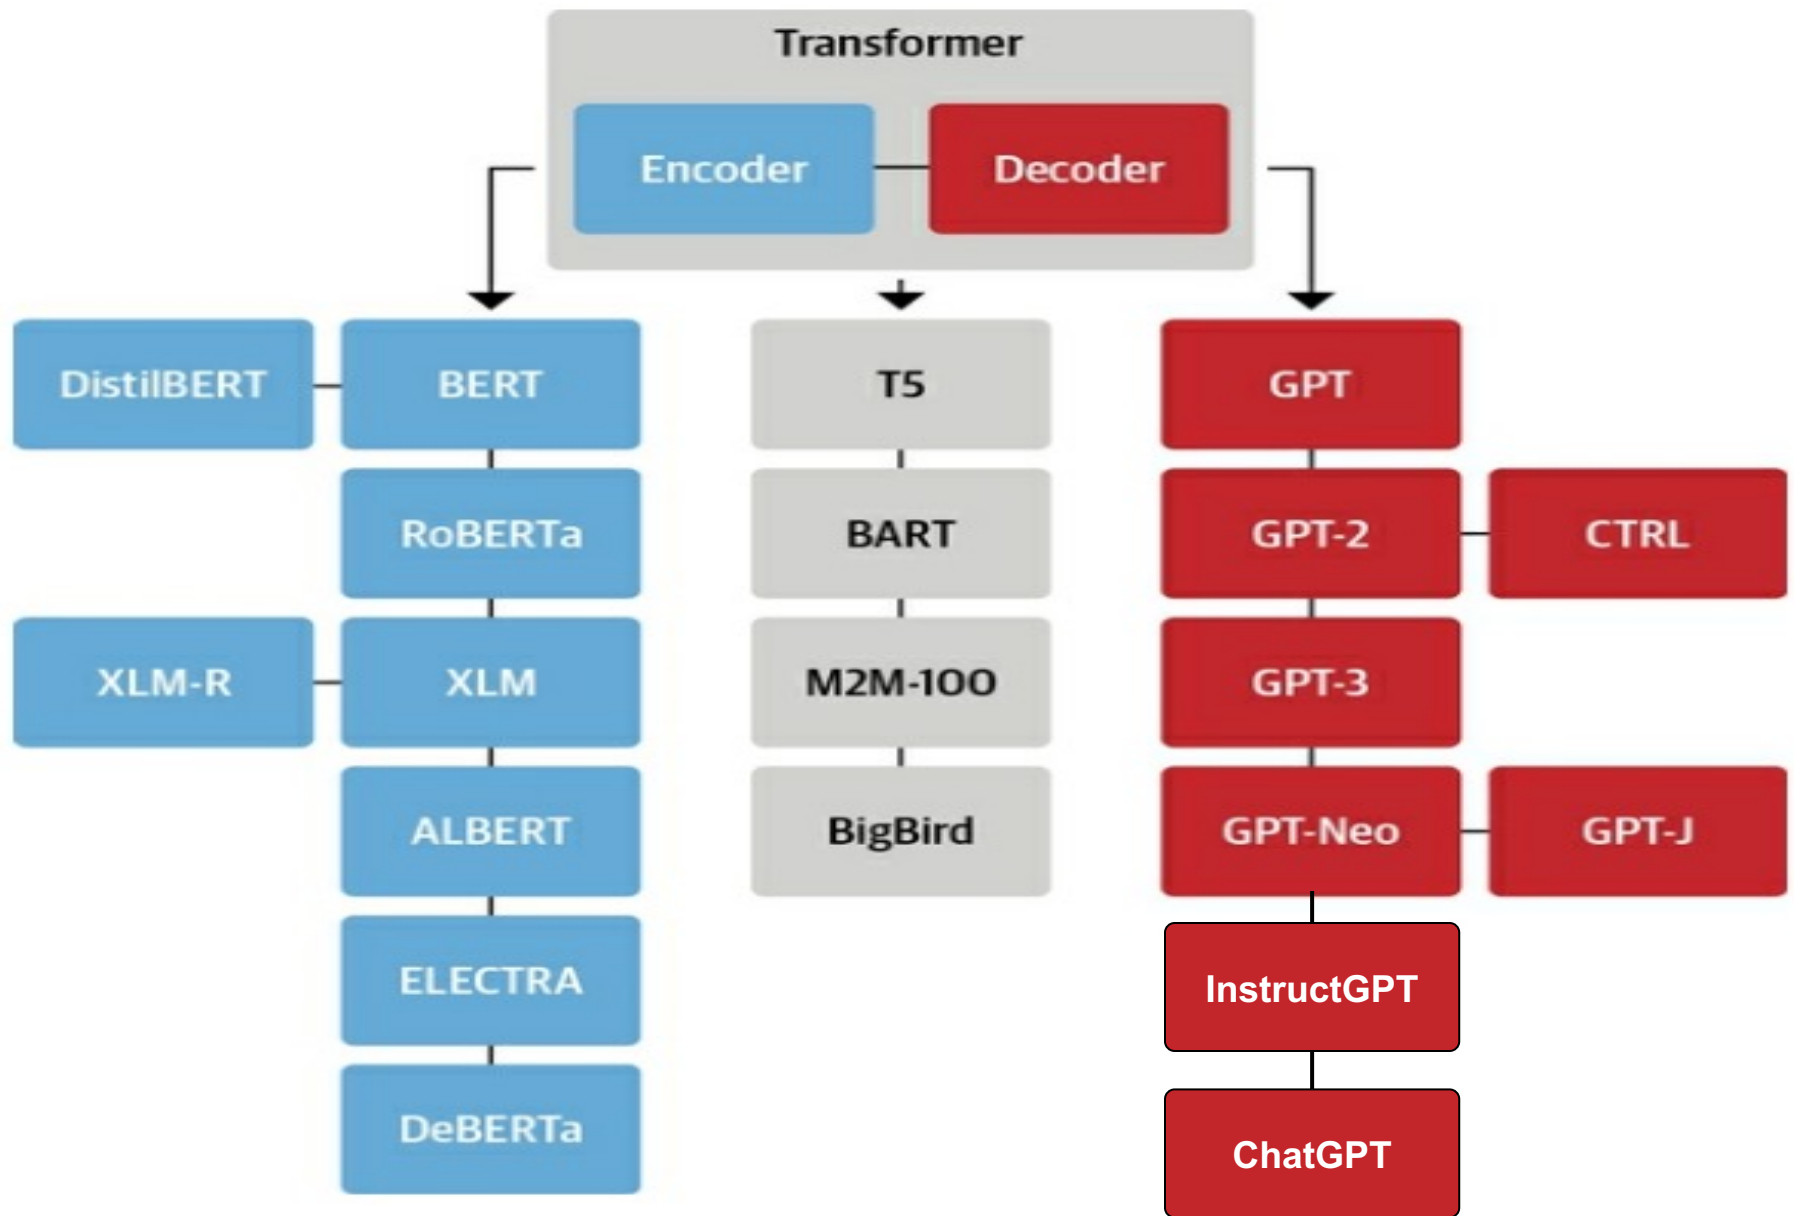 Transformer
Encoder
Decoder
DistilBERT
BERT
T5
GPT
RoBERTa
BART
GPT-2
CTRL
XLM-R
XLM
M2M-100
GPT-3
ALBERT
BigBird
GPT-Neo
GPT-J
ELECTRA
InstructGPT
DeBERTa
ChatGPT